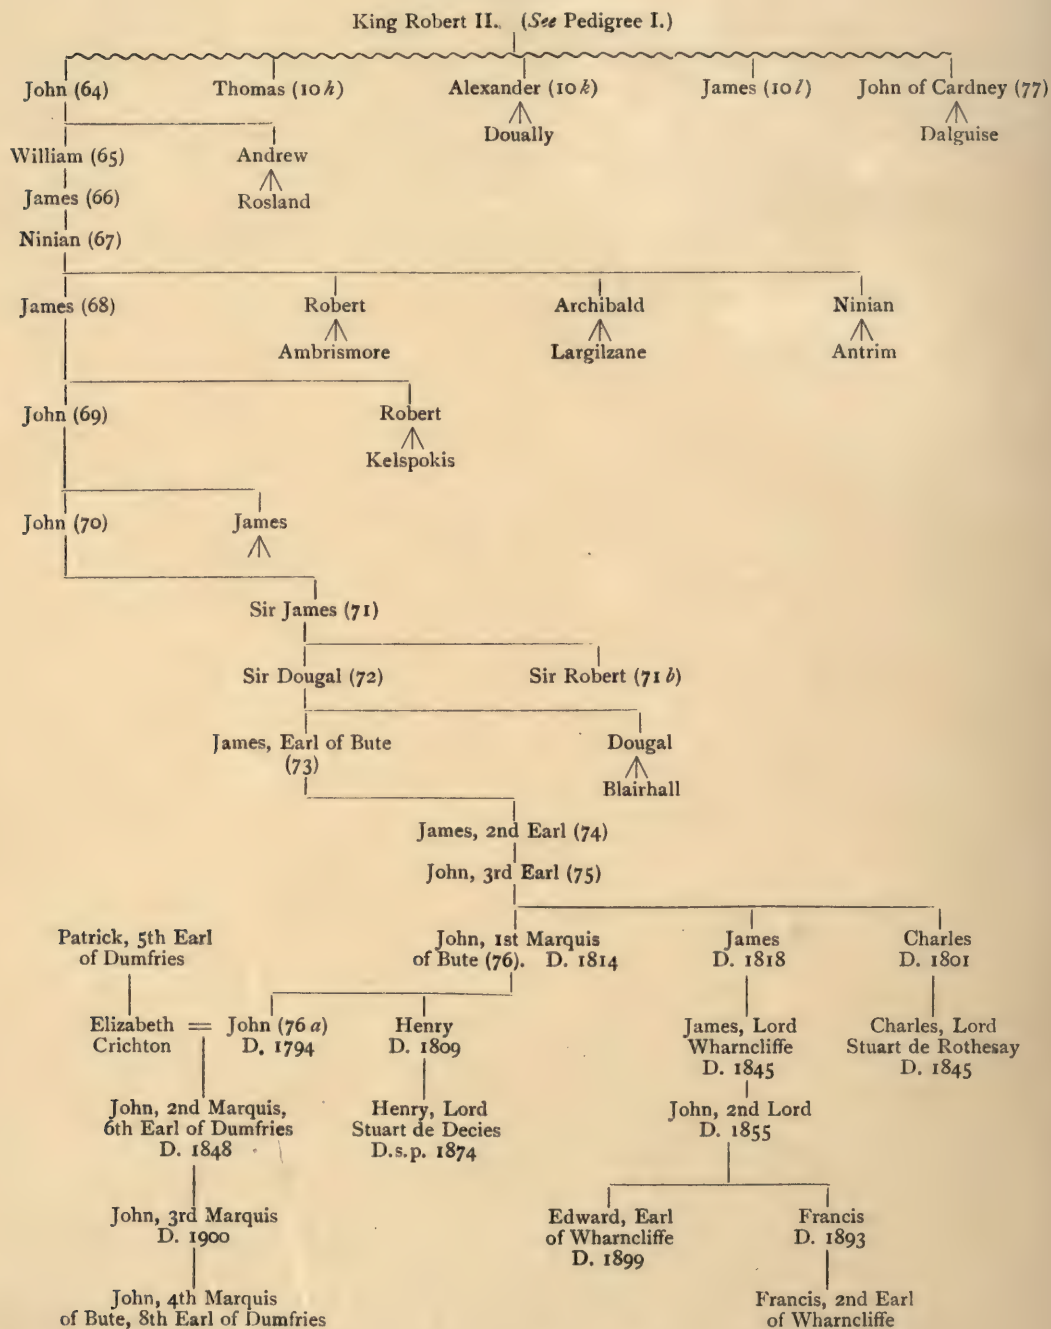 King Robert II. (See Pedigree I.)
John (64) Thomas (10 h) Alexander (10 k) James (10 l) John of Cardney (77)
Doually Dalguise
William (65) Andrew
James (66) Rosland
Ninian (67)
James (68) Robert Archibald Ninian
Ambrismore Largilzane Antrim
John (69) Robert
Kelspokis
John (70) James
Sir James (71)
Sir Dougal (72) Sir Robert (71 b)
James, Earl of Bute Dougal
(73)
Blairhall
James, 2nd Earl (74)
John, 3rd Earl (75)
Patrick, 5th Earl
of Dumfries
John, 1st Marquis
of Bute (76). D. 1814
James
D. 1818
Charles
D. 1801
Elizabeth = John (76 a)
Crichton D. 1794
Henry
D. 1809
James, Lord
Wharncliffe
D. 1845
Charles, Lord
Stuart de Rothesay
D. 1845
John, 2nd Marquis,
6th Earl of Dumfries
D. 1848
Henry, Lord
Stuart de Decies
D.s.p. 1874
John, 2nd Lord
D. 1855
John, 3rd Marquis
D. 1900
Edward, Earl
of Wharncliffe
D. 1899
Francis
D. 1893
John, 4th Marquis
of Bute, 8th Earl of Dumfries
Francis, 2nd Earl
of Wharncliffe